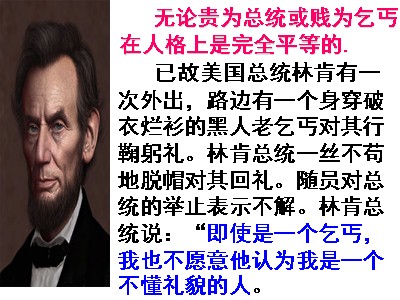 无论贵为总统或贱为乞丐
在人格上是完全平等的.
已故美国总统林肯有一
次外出，路边有一个身穿破
衣烂衫的黑人老乞丐对其行
鞠躬礼。林肯总统一丝不苟
地脱帽对其回礼。随员对总
统的举止表示不解。林肯总
统说：“即使是一个乞丐，
我也不愿意他认为我是一个
不懂礼貌的人。